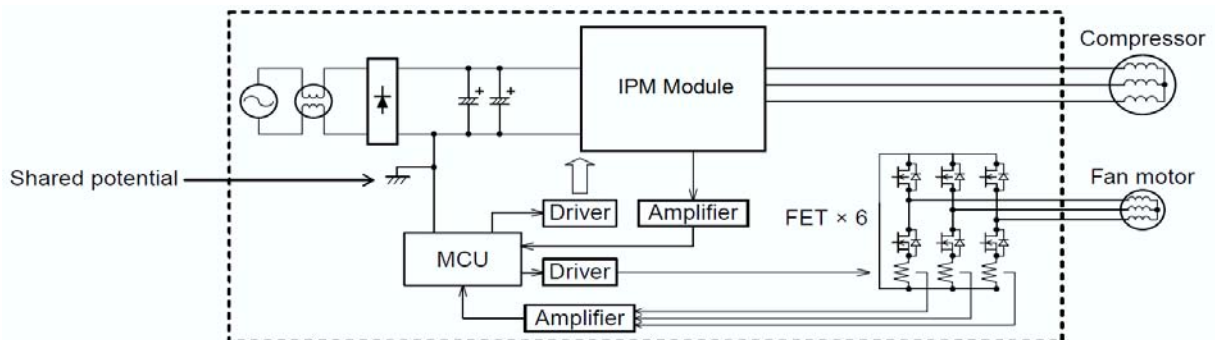 Compressor
IPM Module
Shared potential
Fan motor
Driver
Amplifier
FET × 6
MCU
Driver
Amplifier